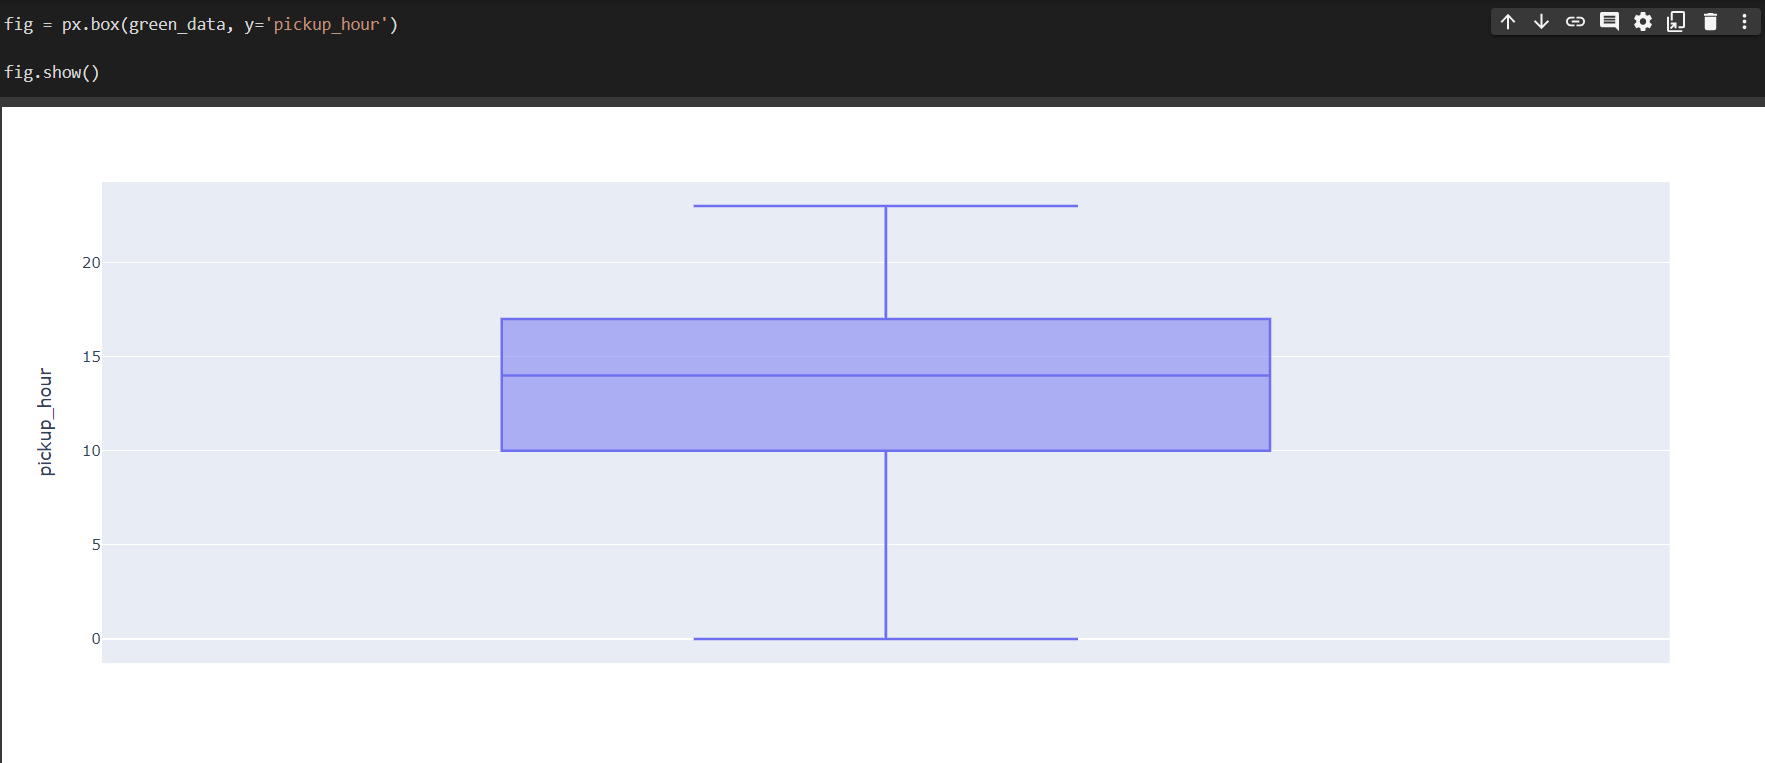 fig = px.box(green_data, y='pickup_hour')
fig.show()
20
15
10
5
0
pickup_hour